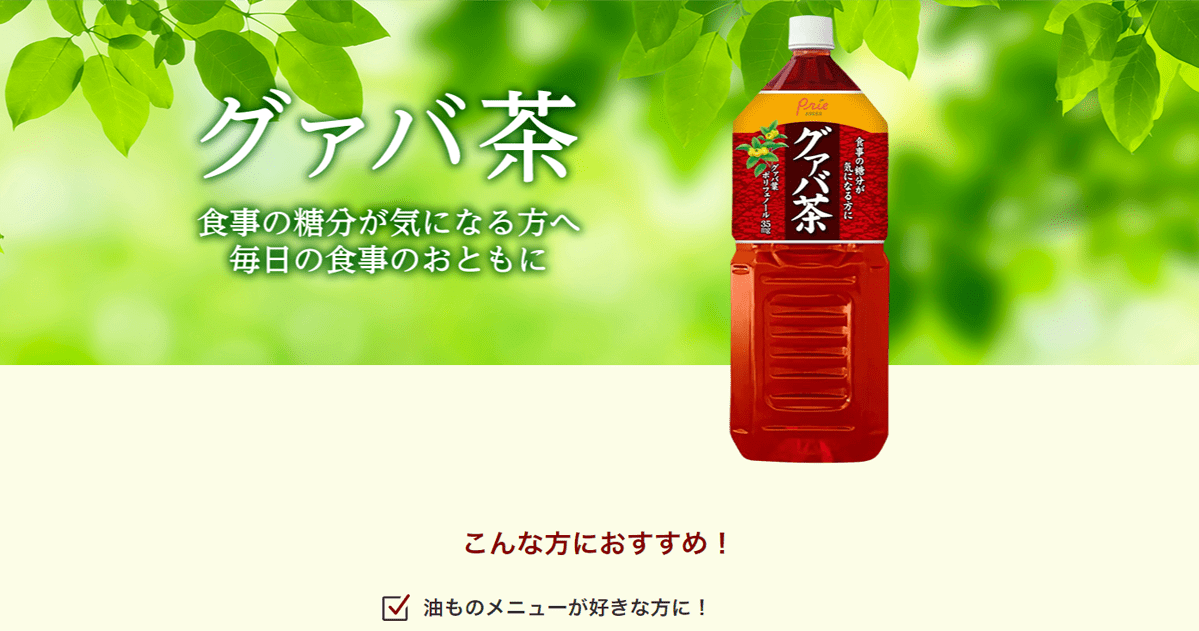 グァバ茶
食事の糖分が気になる方へ
毎日の食事のおともに
Prie
食事の糖分が
気になる方に
グァバ茶
グァバ葉
ポリフェノール 35mg
こんな方におすすめ！
油ものメニューが好きな方に！